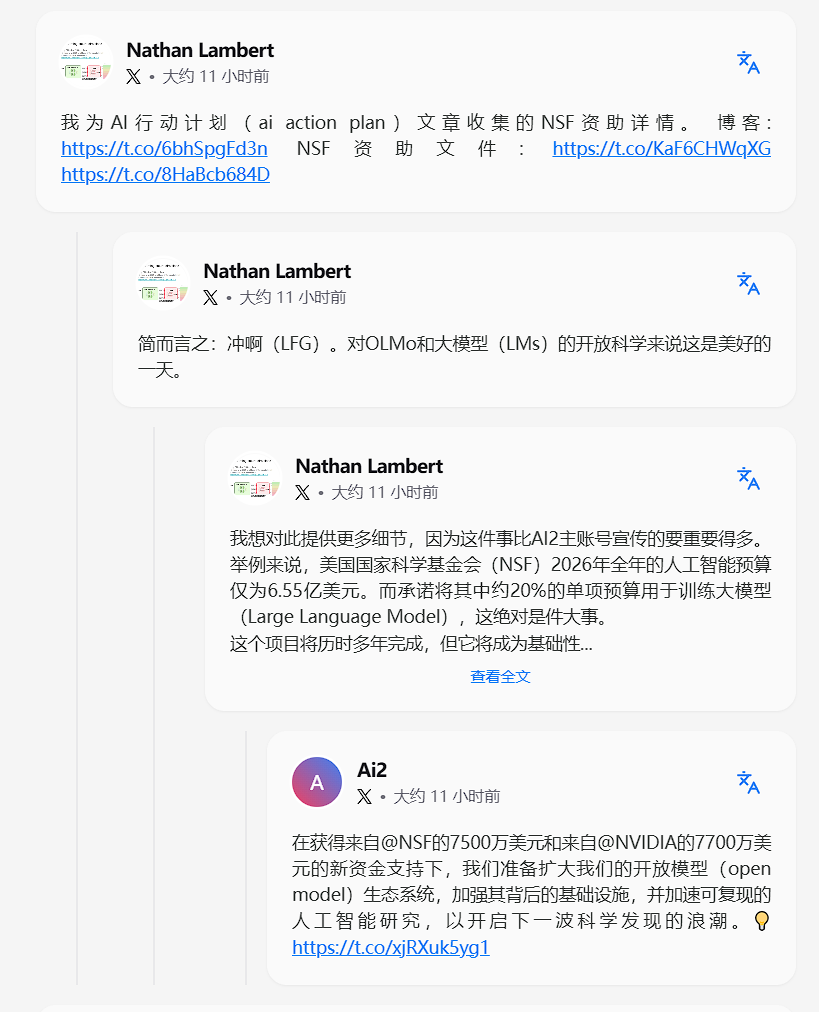 Nathan Lambert
X • 大约 11 小时前
我为AI行动计划（ai action plan）文章收集的NSF资助详情。 博客:
https://t.co/6bhSpgFd3n NSF资助文件: https://t.co/KaF6CHWqXG
https://t.co/8HaBcb684D
Nathan Lambert
X • 大约 11 小时前
简而言之：冲啊（LFG）。对OLMo和大模型（LMs）的开放科学来说这是美好的
一天。
Nathan Lambert
X • 大约 11 小时前
我想对此提供更多细节，因为这件事比AI2主账号宣传的要重要得多。
举例来说，美国国家科学基金会（NSF）2026年全年的人工智能预算
仅为6.55亿美元。而承诺将其中约20%的单项预算用于训练大模型
（Large Language Model），这绝对是件大事。
这个项目将历时多年完成，但它将成为基础性...
查看全文
A
Ai2
X • 大约 11 小时前
在获得来自@NSF的7500万美元和来自@NVIDIA的7700万美
元的新资金支持下，我们准备扩大我们的开放模型（open
model）生态系统，加强其背后的基础设施，并加速可复现的
人工智能研究，以开启下一波科学发现的浪潮。💡
https://t.co/xjRXuk5yg1